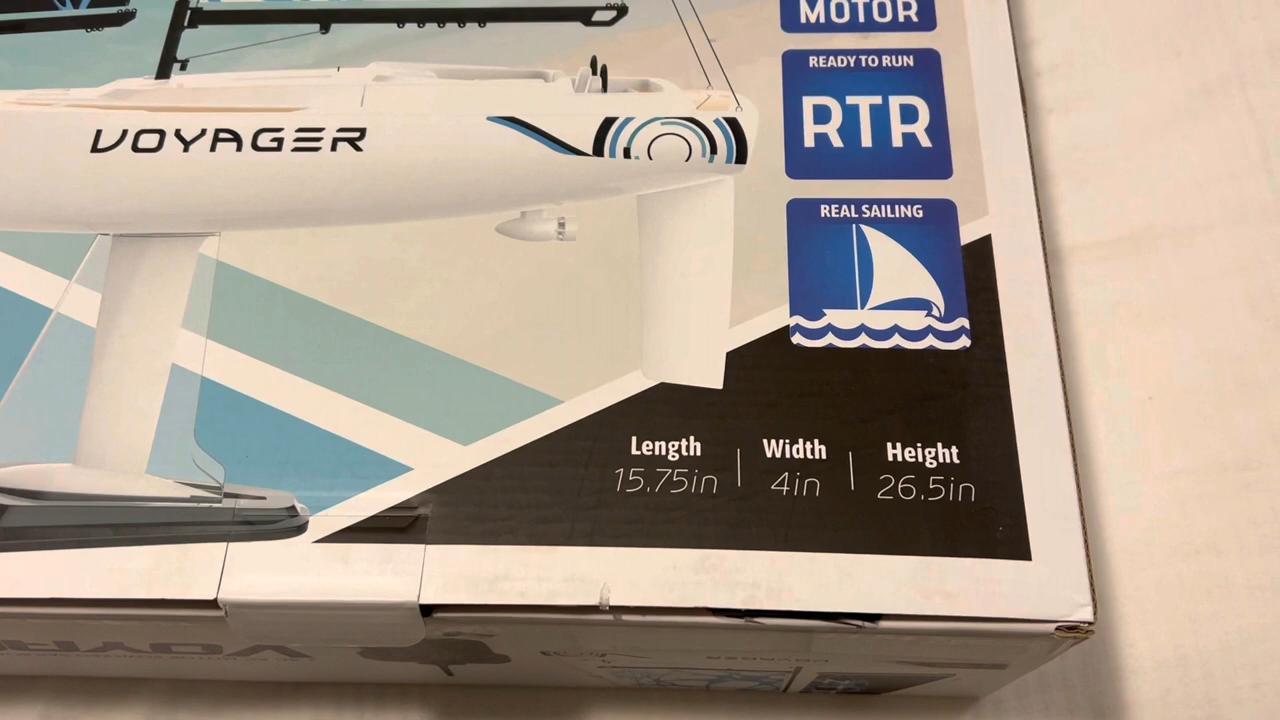 MOTOR
READY TO RUN
RTR
VOYAGER
REAL SAILING
Length Width Height
15.75in 4in 26.5in